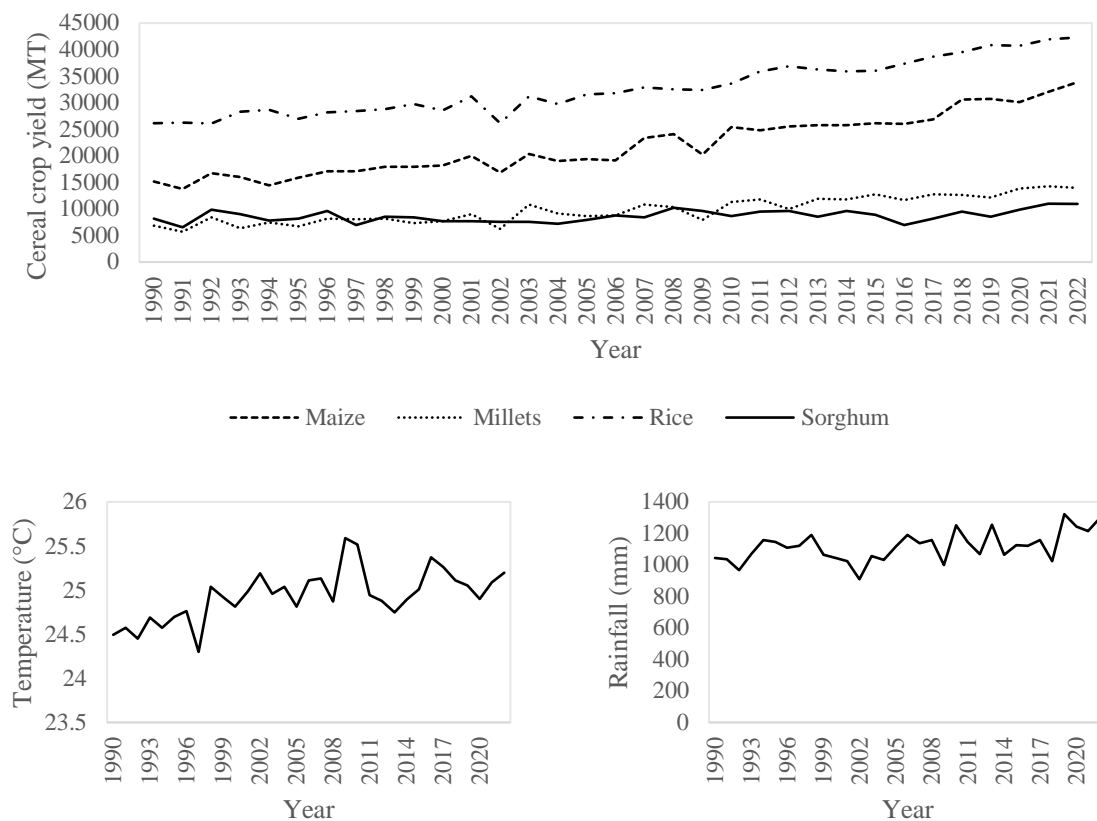 Cereal crop yield (MT)
45000
40000
35000
30000
25000
20000
15000
10000
5000
0
1990 1991 1992 1993 1994 1995 1996 1997 1998 1999 2000 2001 2002 2003 2004 2005 2006 2007 2008 2009 2010 2011 2012 2013 2014 2015 2016 2017 2018 2019 2020 2021 2022
Year
Maize Millets Rice Sorghum
Temperature (°C)
26
25.5
25
24.5
24
23.5
1990 1993 1996 1999 2002 2005 2008 2011 2014 2017 2020
Year
Rainfall (mm)
1400
1200
1000
800
600
400
200
0
1990 1993 1996 1999 2002 2005 2008 2011 2014 2017 2020
Year